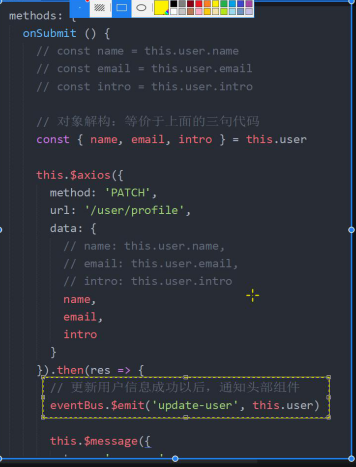 methods: {
onSubmit () {
// const name = this.user.name
// const email = this.user.email
// const intro = this.user.intro
// 对象解构：等价于上面的三句代码
const { name, email, intro } = this.user
this.$axios({
method: 'PATCH',
url: '/user/profile',
data: {
// name: this.user.name,
// email: this.user.email,
// intro: this.user.intro
name,
email,
intro
}
}).then(res => {
// 更新用户信息成功以后，通知头部组件
eventBus.$emit('update-user', this.user)
this.$message({